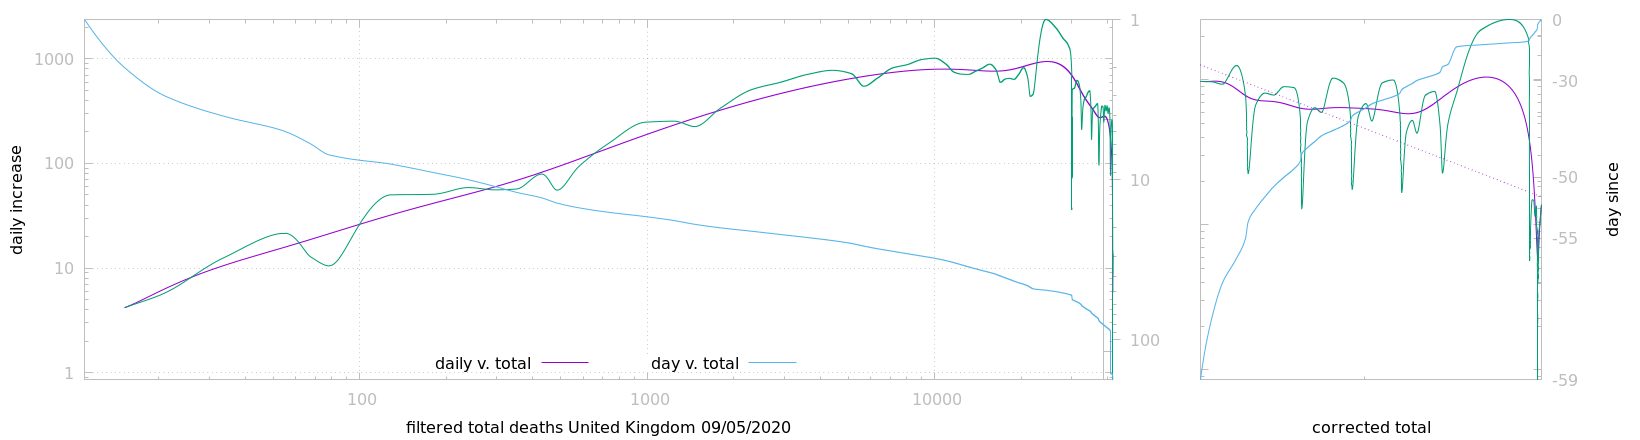 1000
100
10
1
daily increase
daily v. total
day v. total
100
1000
10000
filtered total deaths United Kingdom 09/05/2020
1
10
100
0
-30
-50
-55
-59
day since
corrected total